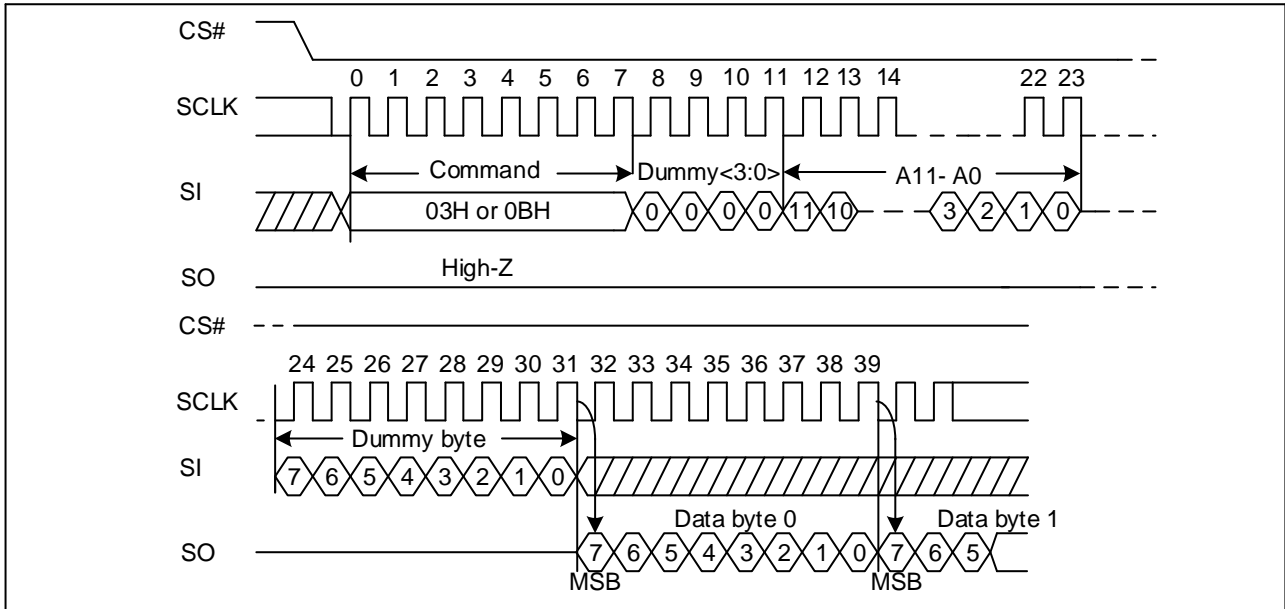 CS#
0 1 2 3 4 5 6 7 8 9 10 11 12 13 14 22 23
SCLK
Command Dummy<3:0> A11- A0
SI
03H or 0BH 0 0 0 0 11 10 3 2 1 0
High-Z
SO
CS#
24 25 26 27 28 29 30 31 32 33 34 35 36 37 38 39
SCLK
Dummy byte
SI
7 6 5 4 3 2 1 0
Data byte 0 Data byte 1
SO
7 6 5 4 3 2 1 0 7 6 5
MSB MSB